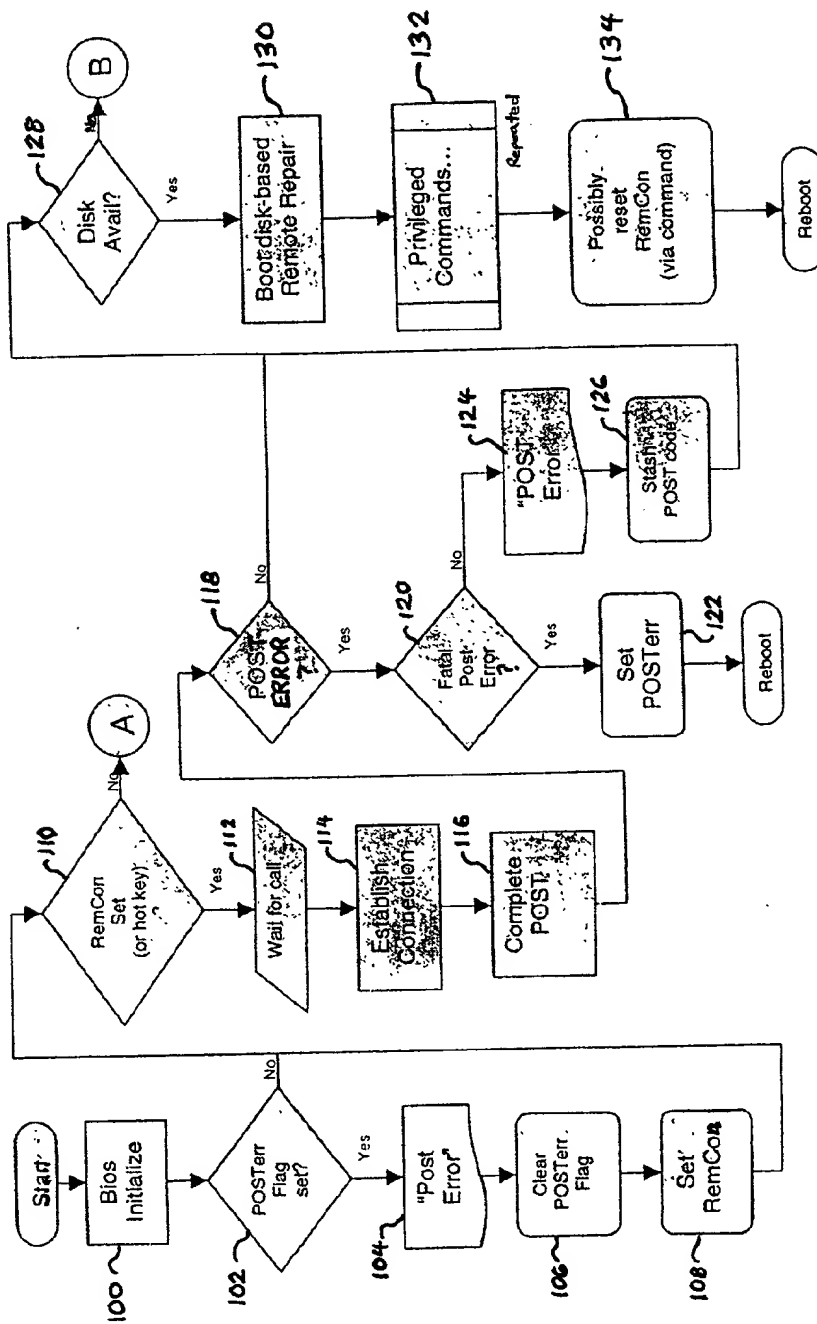 Start
Bios
Initialize
100
POSTerr
Flag
set?
102
No
Yes
"Post
Error"
104
Clear
POSTerr
Flag
106
Set
RemCon
108
RemCon
Set
(or hot key)
110
No
A
Yes
Wait for call
112
Establish
Connection
114
Complete
POST
116
POST
ERROR
?
118
No
Yes
Fatal
Post
Error
?
120
No
Yes
Set
POSTerr
122
Reboot
"POST
Error
124
Stash
POST code
126
Disk
Avail?
128
No
B
Yes
Boot disk-based
Remote Repair
130
Privileged
Commands...
132
Repeated
Possibly
reset
RemCon
(via command)
134
Reboot